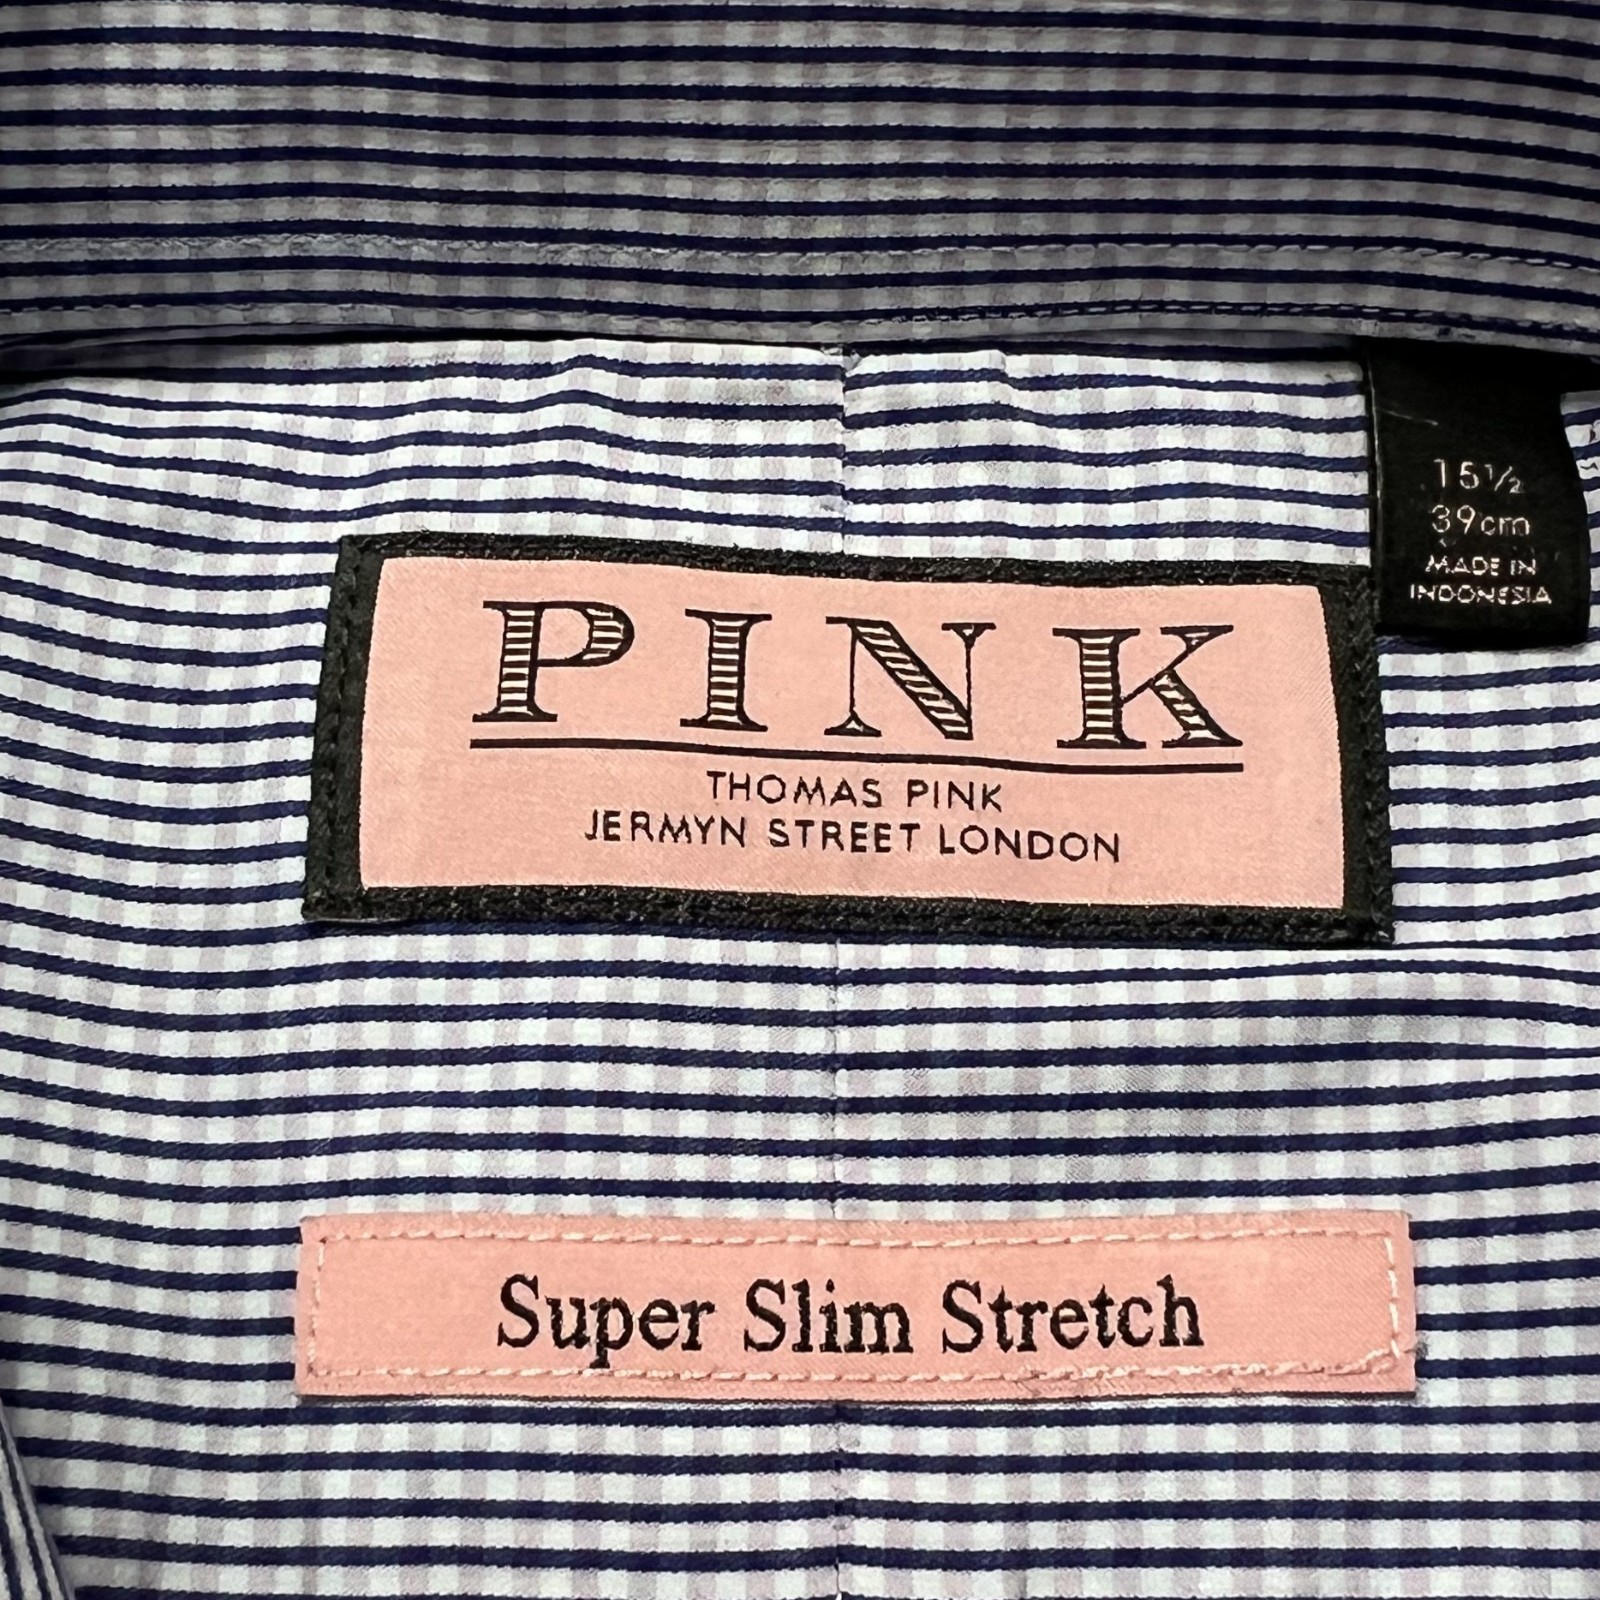 15½
39cm
MADE IN
INDONESIA
PINK
THOMAS PINK
JERMYN STREET LONDON
Super Slim Stretch